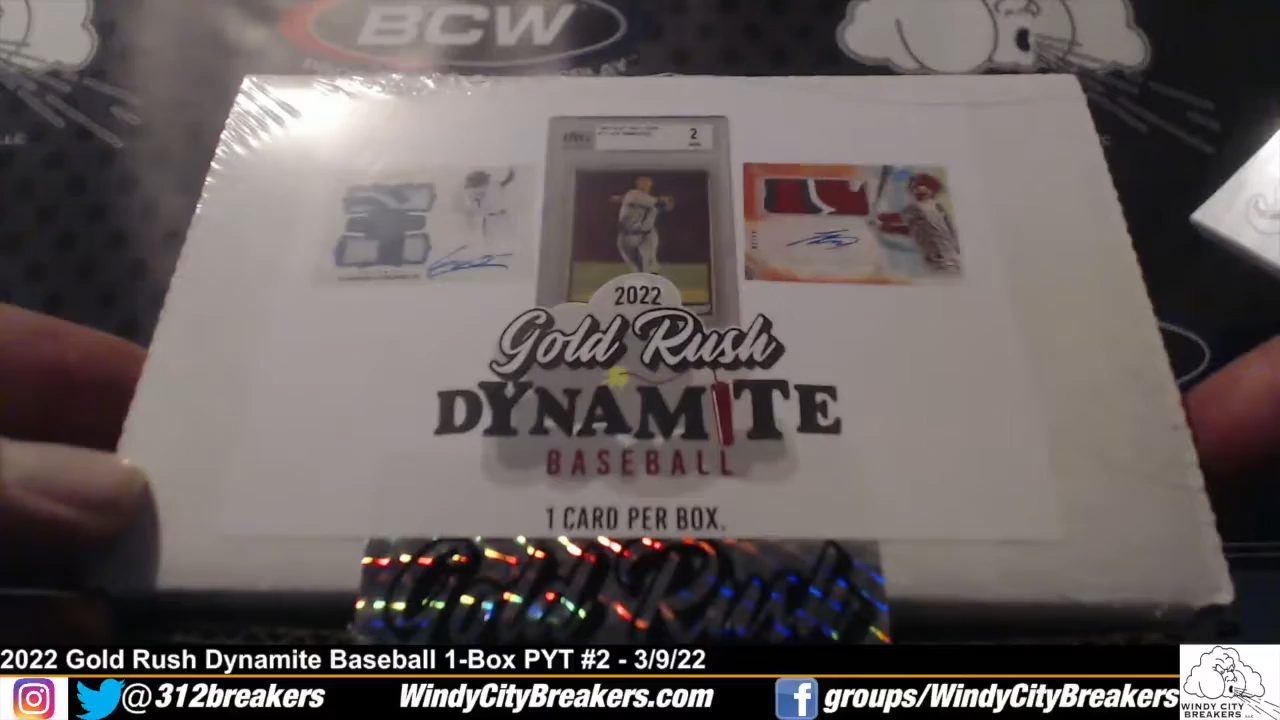 BCW
2
2022
Gold Rush
DYNAMITE
BASEBALL
1 CARD PER BOX.
Gold Rush
2022 Gold Rush Dynamite Baseball 1-Box PYT #2 - 3/9/22
@312breakers WindyCityBreakers.com groups/WindyCityBreakers
WINDY CITY
BREAKERS LLC